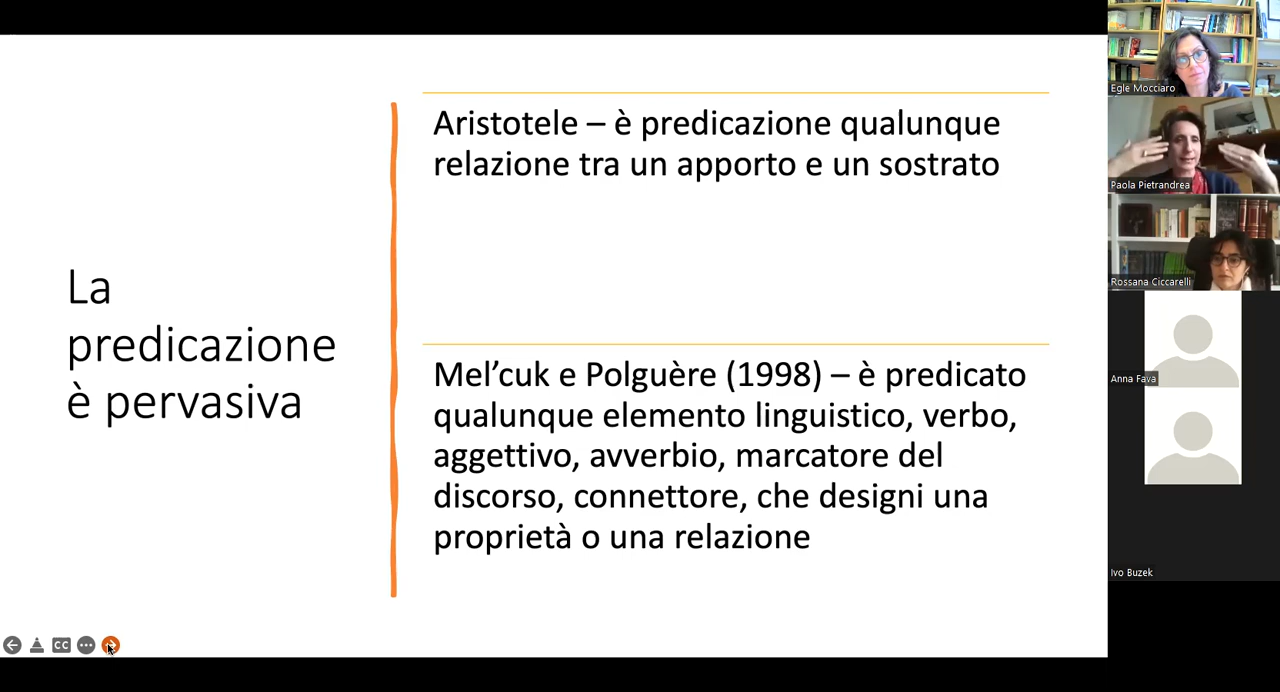 La
predicazione
è pervasiva
Aristotele – è predicazione qualunque
relazione tra un apporto e un sostrato
Mel’cuk e Polguère (1998) – è predicato
qualunque elemento linguistico, verbo,
aggettivo, avverbio, marcatore del
discorso, connettore, che designi una
proprietà o una relazione
CC
Egle Mocciaro
Paola Pietrandrea
Rossana Ciccarelli
Anna Fava
Ivo Buzek